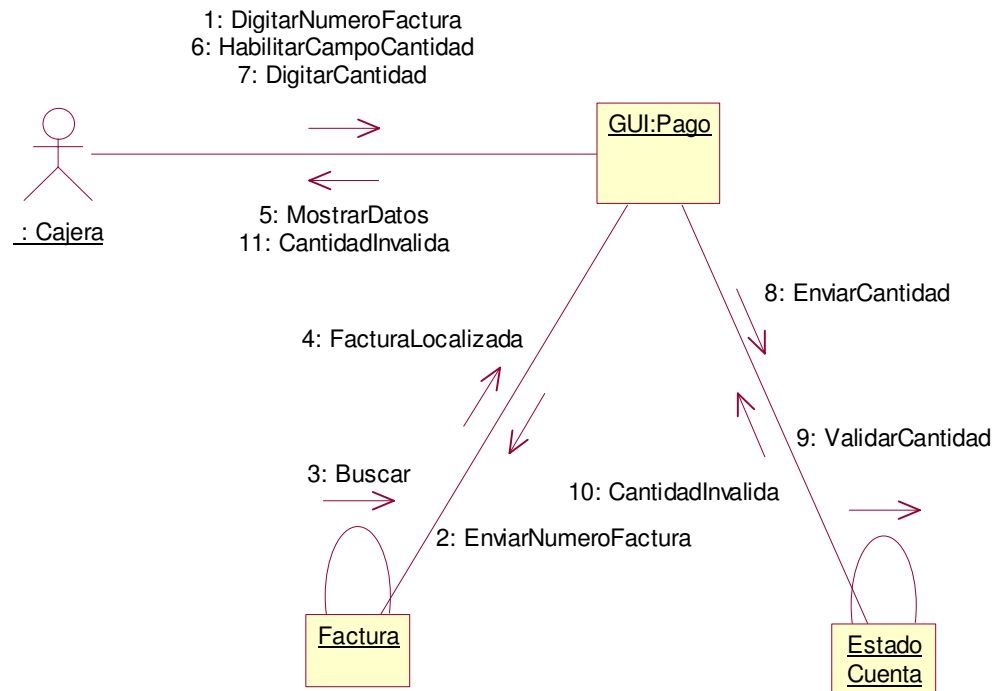 1: DigitarNumeroFactura
6: HabilitarCampoCantidad
7: DigitarCantidad
GUI:Pago
: Cajera
5: MostrarDatos
11: CantidadInvalida
8: EnviarCantidad
4: FacturaLocalizada
9: ValidarCantidad
3: Buscar
10: CantidadInvalida
2: EnviarNumeroFactura
Factura
Estado
Cuenta